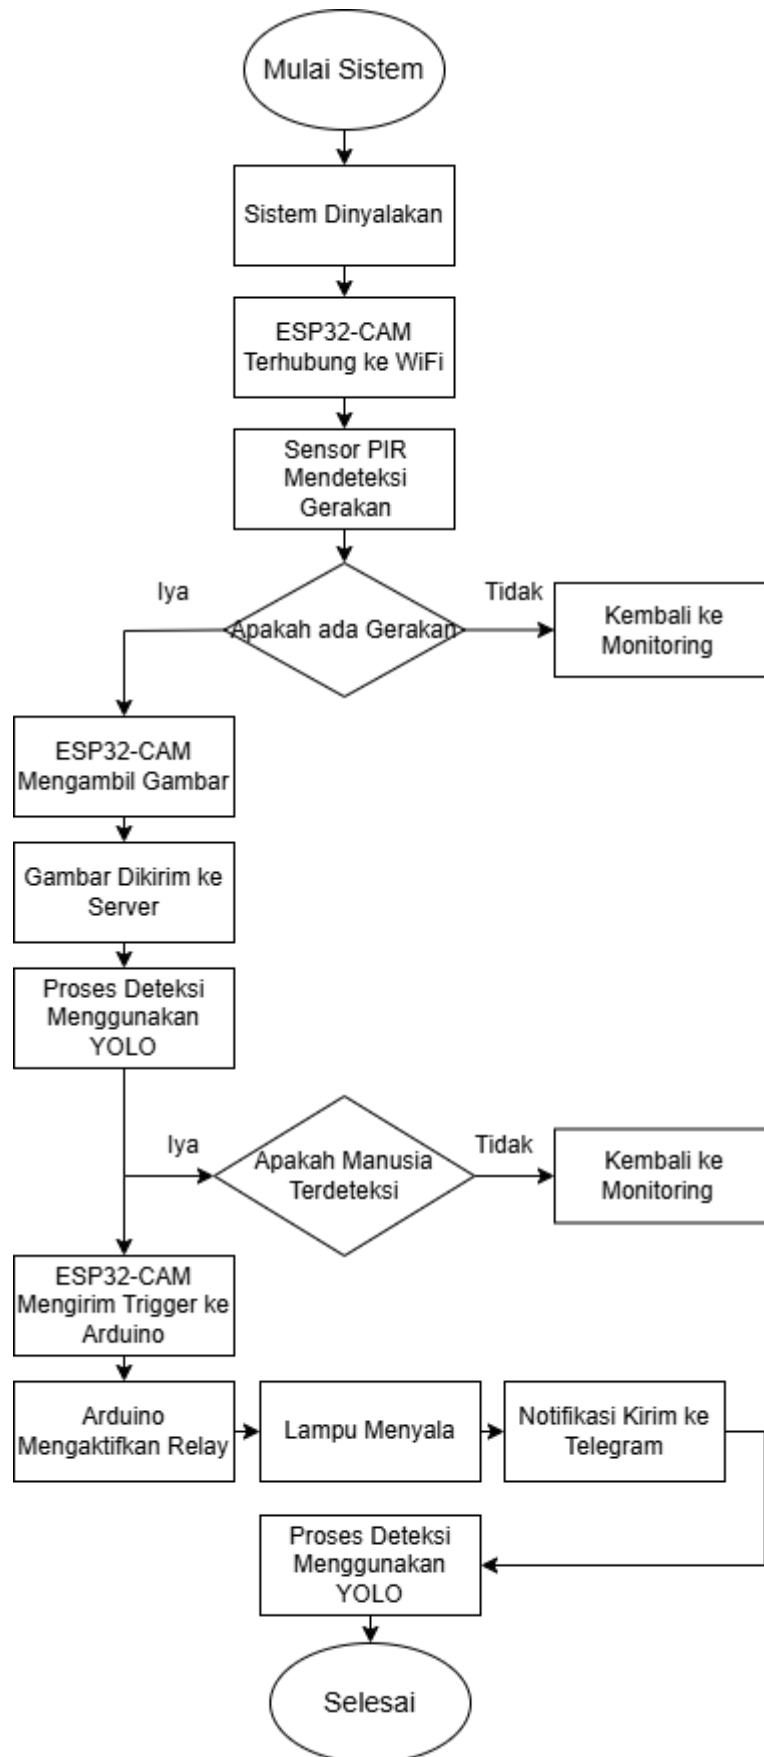 Mulai Sistem
Sistem Dinyalakan
ESP32-CAM
Terhubung ke WiFi
Sensor PIR
Mendeteksi
Gerakan
Iya
Tidak
Apakah ada Gerakan
Kembali ke
Monitoring
ESP32-CAM
Mengambil Gambar
Gambar Dikirim ke
Server
Proses Deteksi
Menggunakan
YOLO
Iya
Apakah Manusia
Terdeteksi
Tidak
Kembali ke
Monitoring
ESP32-CAM
Mengirim Trigger ke
Arduino
Arduino
Mengaktifkan Relay
Lampu Menyala
Notifikasi Kirim ke
Telegram
Proses Deteksi
Menggunakan
YOLO
Selesai